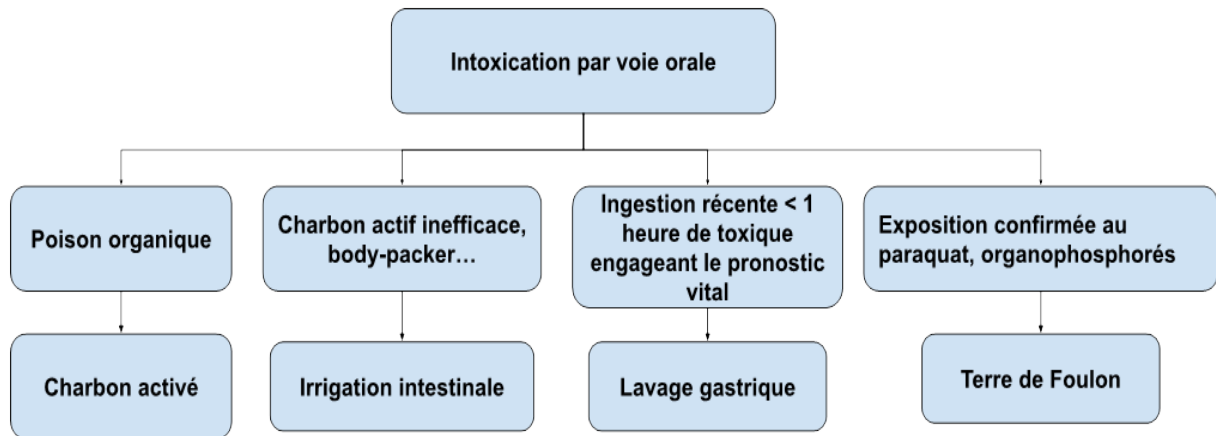 Intoxication par voie orale
Poison organique
Charbon actif inefficace,
body-packer…
Ingestion récente < 1
heure de toxique
engageant le pronostic
vital
Exposition confirmée au
paraquat, organophosphorés
Charbon activé
Irrigation intestinale
Lavage gastrique
Terre de Foulon